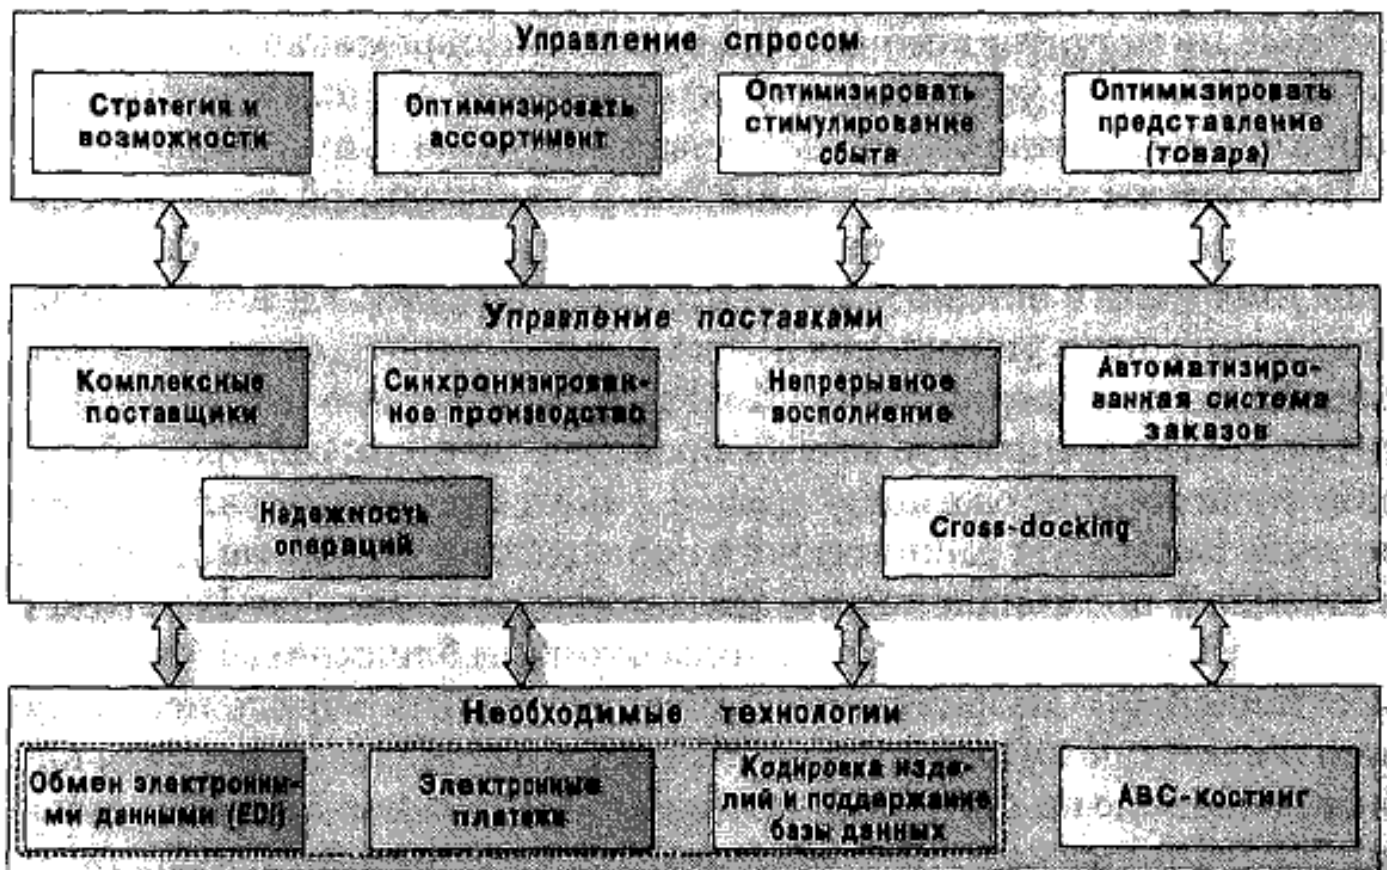 Управление спросом
Стратегия и
возможности
Оптимизировать
ассортимент
Оптимизировать
стимулирование
сбыта
Оптимизировать
представление
(товара)
Управление поставками
Комплексные
поставщики
Синхронизирован-
ное производство
Непрерывное
восполнение
Автоматизиро-
ванная система
заказов
Надежность
операций
Cross-docking
Необходимые технологии
Обмен электронны-
ми данными (EDI)
Электронные
платежи
Кодировка изде-
лий и поддержание
базы данных
ABC-костинг